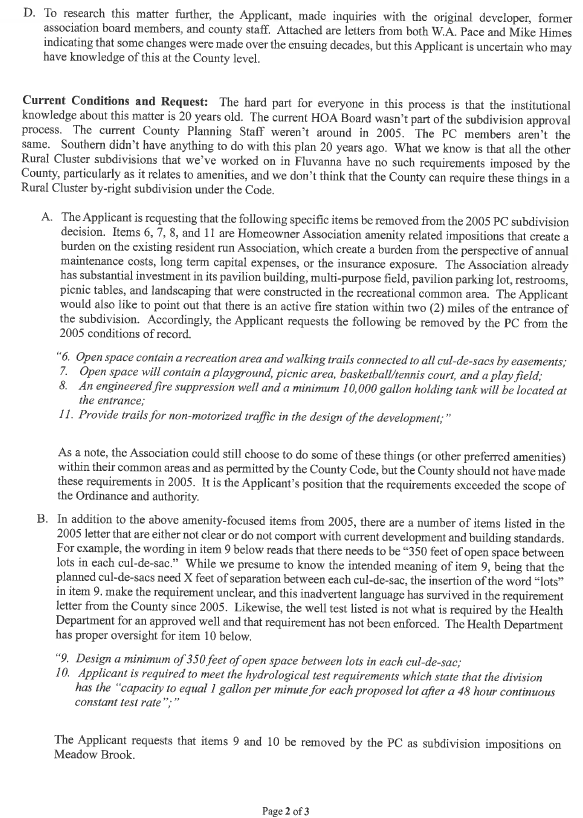 D. To research this matter further, the Applicant, made inquiries with the original developer, former
association board members, and county staff. Attached are letters from both W.A. Pace and Mike Himes
indicating that some changes were made over the ensuing decades, but this Applicant is uncertain who may
have knowledge of this at the County level.
Current Conditions and Request: The hard part for everyone in this process is that the institutional
knowledge about this matter is 20 years old. The current HOA Board wasn't part of the subdivision approval
process. The current County Planning Staff weren't around in 2005. The PC members aren't the
same. Southern didn't have anything to do with this plan 20 years ago. What we know is that all the other
Rural Cluster subdivisions that we've worked on in Fluvanna have no such requirements imposed by the
County, particularly as it relates to amenities, and we don't think that the County can require these things in a
Rural Cluster by-right subdivision under the Code.
A. The Applicant is requesting that the following specific items be removed from the 2005 PC subdivision
decision. Items 6, 7, 8, and 11 are Homeowner Association amenity related impositions that create a
burden on the existing resident run Association, which create a burden from the perspective of annual
maintenance costs, long term capital expenses, or the insurance exposure. The Association already
has substantial investment in its pavilion building, multi-purpose field, pavilion parking lot, restrooms,
picnic tables, and landscaping that were constructed in the recreational common area. The Applicant
would also like to point out that there is an active fire station within two (2) miles of the entrance of
the subdivision. Accordingly, the Applicant requests the following be removed by the PC from the
2005 conditions of record.
"6. Open space contain a recreation area and walking trails connected to all cul-de-sacs by easements;
7. Open space will contain a playground, picnic area, basketball/tennis court, and a play field;
8. An engineered fire suppression well and a minimum 10,000 gallon holding tank will be located at
the entrance;
11. Provide trails for non-motorized traffic in the design of the development;"
As a note, the Association could still choose to do some of these things (or other preferred amenities)
within their common areas and as permitted by the County Code, but the County should not have made
these requirements in 2005. It is the Applicant's position that the requirements exceeded the scope of
the Ordinance and authority.
B. In addition to the above amenity-focused items from 2005, there are a number of items listed in the
2005 letter that are either not clear or do not comport with current development and building standards.
For example, the wording in item 9 below reads that there needs to be "350 feet of open space between
lots in each cul-de-sac." While we presume to know the intended meaning of item 9, being that the
planned cul-de-sacs need X feet of separation between each cul-de-sac, the insertion of the word "lots"
in item 9. make the requirement unclear, and this inadvertent language has survived in the requirement
letter from the County since 2005. Likewise, the well test listed is not what is required by the Health
Department for an approved well and that requirement has not been enforced. The Health Department
has proper oversight for item 10 below.
"9. Design a minimum of 350 feet of open space between lots in each cul-de-sac;
10. Applicant is required to meet the hydrological test requirements which state that the division
has the "capacity to equal 1 gallon per minute for each proposed lot after a 48 hour continuous
constant test rate";"
The Applicant requests that items 9 and 10 be removed by the PC as subdivision impositions on
Meadow Brook.
Page 2 of 3